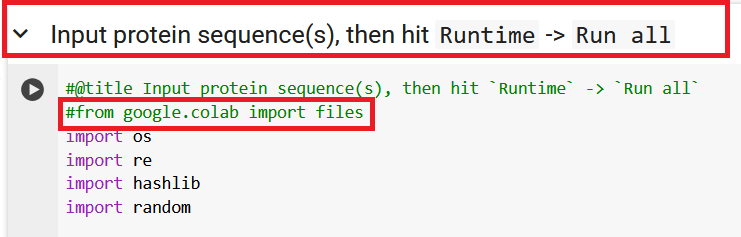 Input protein sequence(s), then hit Runtime -> Run all
#@title Input protein sequence(s), then hit `Runtime` -> `Run all`
#from google.colab import files
import os
import re
import hashlib
import random